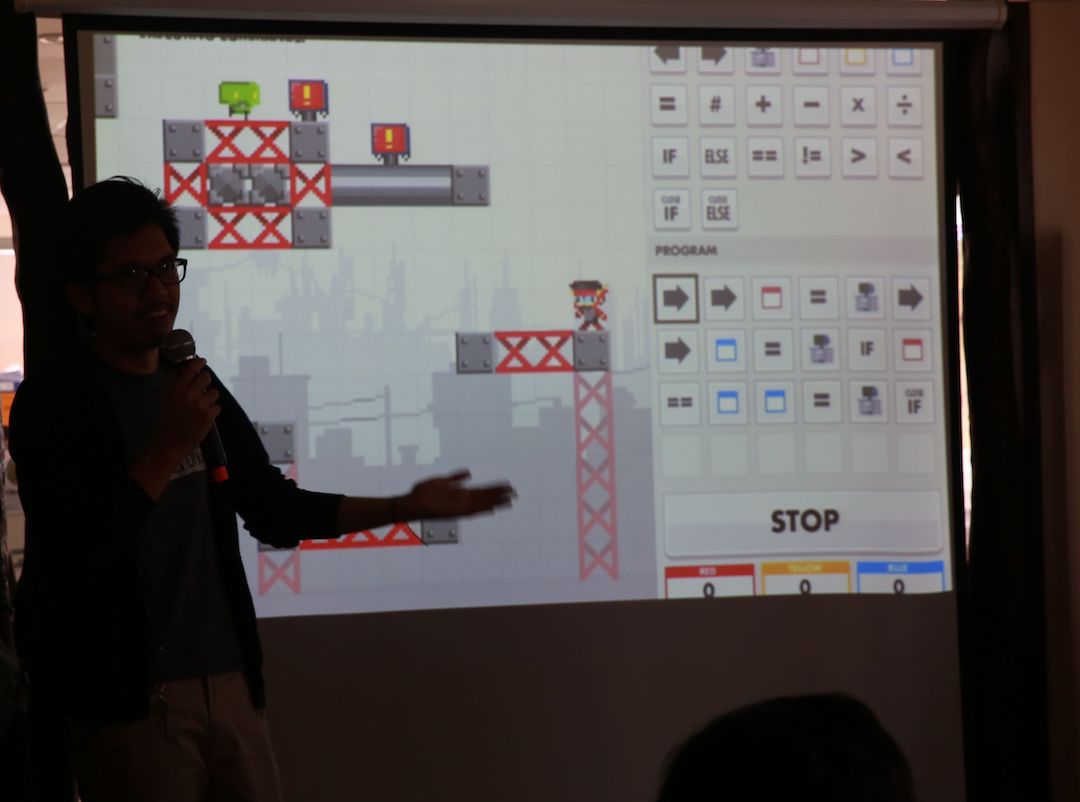 = # + - x ÷
IF ELSE == != > <
CLOSE IF CLOSE ELSE
PROGRAM
=
= IF
== = CLOSE IF
STOP
RED YELLOW BLUE
0 0 0
! !